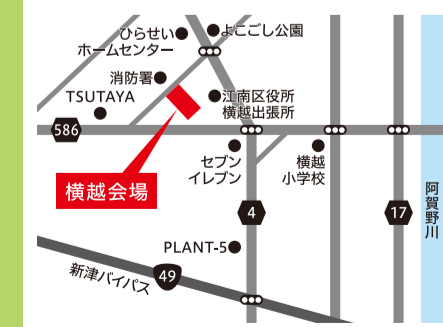 ひらせい
ホームセンター
よこごし公園
消防署
TSUTAYA
江南区役所
横越出張所
586
セブン
イレブン
横越
小学校
横越会場
4
17
阿賀野川
PLANT-5
新津バイパス
49